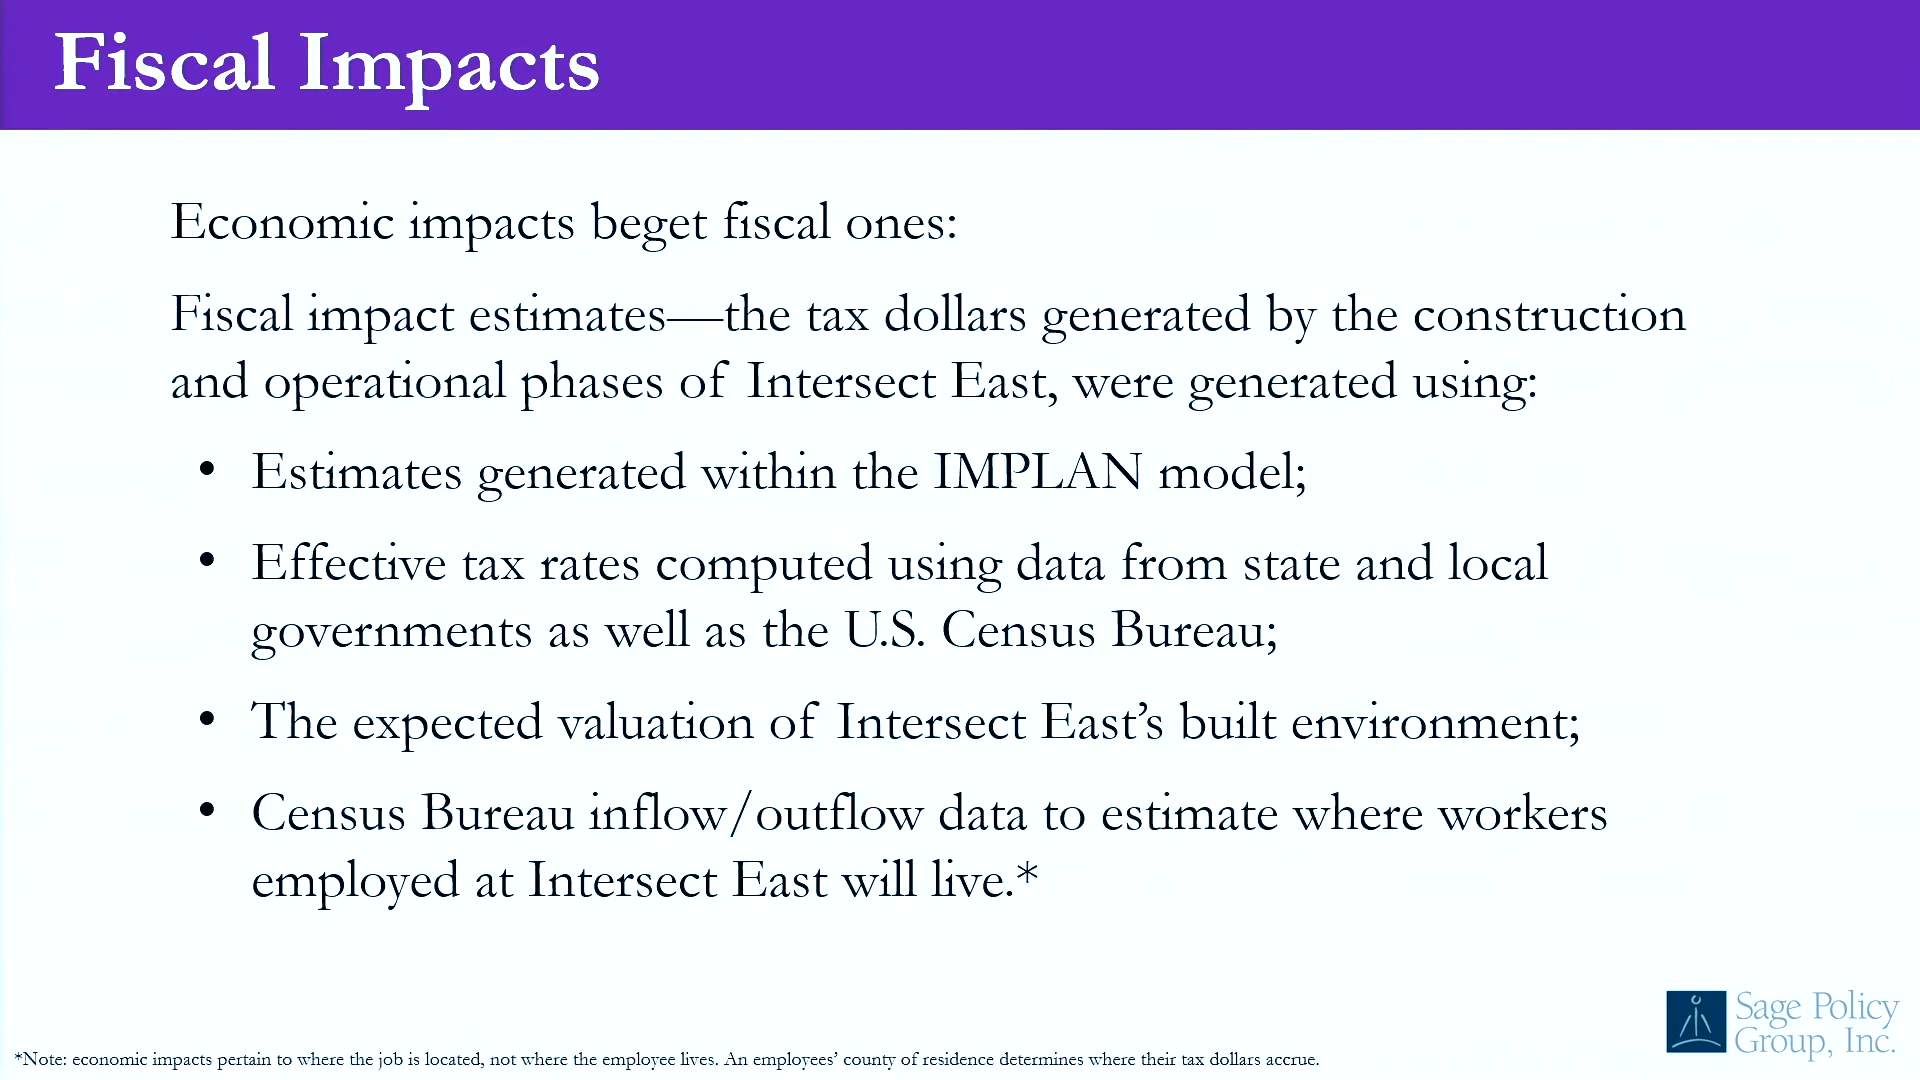 Fiscal Impacts
Economic impacts beget fiscal ones:
Fiscal impact estimates—the tax dollars generated by the construction
and operational phases of Intersect East, were generated using:
• Estimates generated within the IMPLAN model;
• Effective tax rates computed using data from state and local
governments as well as the U.S. Census Bureau;
• The expected valuation of Intersect East’s built environment;
• Census Bureau inflow/outflow data to estimate where workers
employed at Intersect East will live.*
Sage Policy
Group, Inc.
*Note: economic impacts pertain to where the job is located, not where the employee lives. An employees’ county of residence determines where their tax dollars accrue.